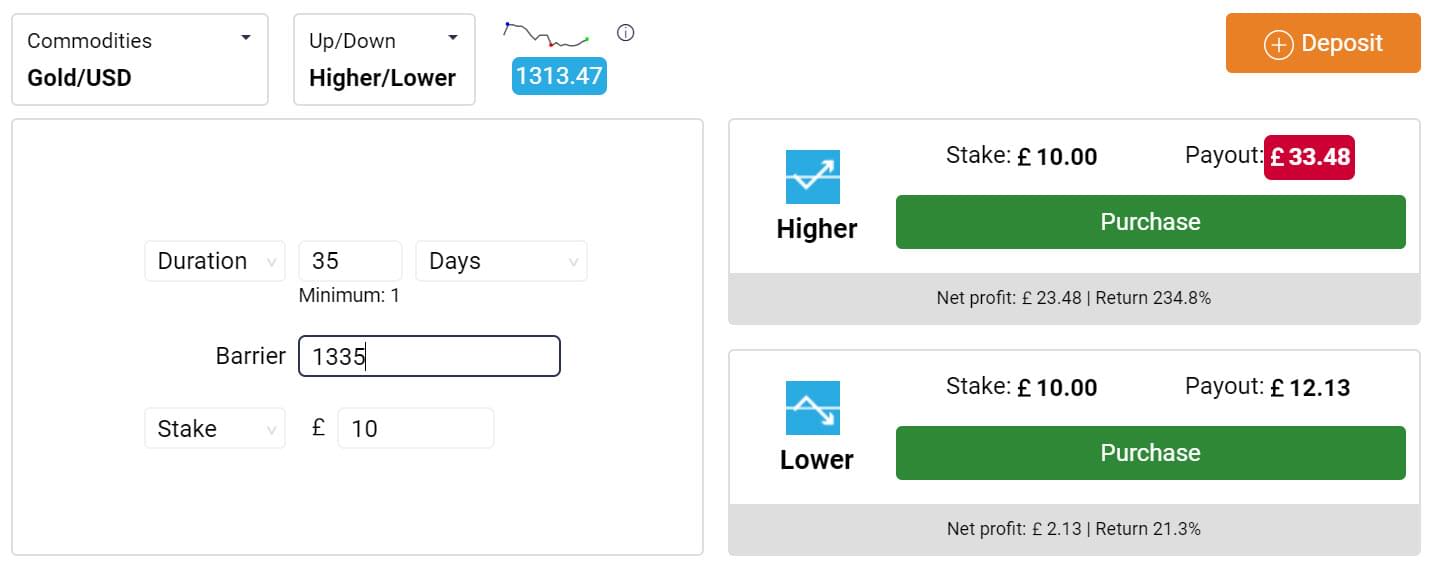 Commodities
Gold/USD
Up/Down
Higher/Lower
1313.47
Deposit
Duration 35 Days
Minimum: 1
Barrier 1335
Stake £ 10
Higher
Stake: £ 10.00 Payout: £ 33.48
Purchase
Net profit: £ 23.48 | Return 234.8%
Lower
Stake: £ 10.00 Payout: £ 12.13
Purchase
Net profit: £ 2.13 | Return 21.3%